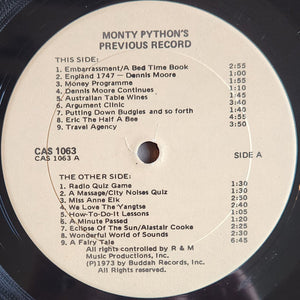 MONTY PYTHON'S
PREVIOUS RECORD
THIS SIDE:
1. Embarrassment/A Bed Time Book 2:55
2. England 1747 – Dennis Moore 1:00
3. Money Programme 1:55
4. Dennis Moore Continues 1:10
5. Australian Table Wines 1:45
6. Argument Clinic 3:45
7. Putting Down Budgies and so forth 1:40
8. Eric The Half A Bee 2:00
9. Travel Agency 3:50
CAS 1063
CAS 1063 A
SIDE A
THE OTHER SIDE:
1. Radio Quiz Game 1:30
2. A Massage/City Noises Quiz 1:30
3. Miss Anne Elk 2:30
4. We Love The Yangtse 2:30
5. How-To-Do-It Lessons 1:20
6. A Minute Passed 1:20
7. Eclipse Of The Sun/Alastair Cooke 2:30
8. Wonderful World of Sounds 1:30
9. A Fairy Tale 6:45
All rights controlled by R & M
Music Productions, Inc.
(P)1973 by Buddah Records, Inc.
All Rights Reserved.